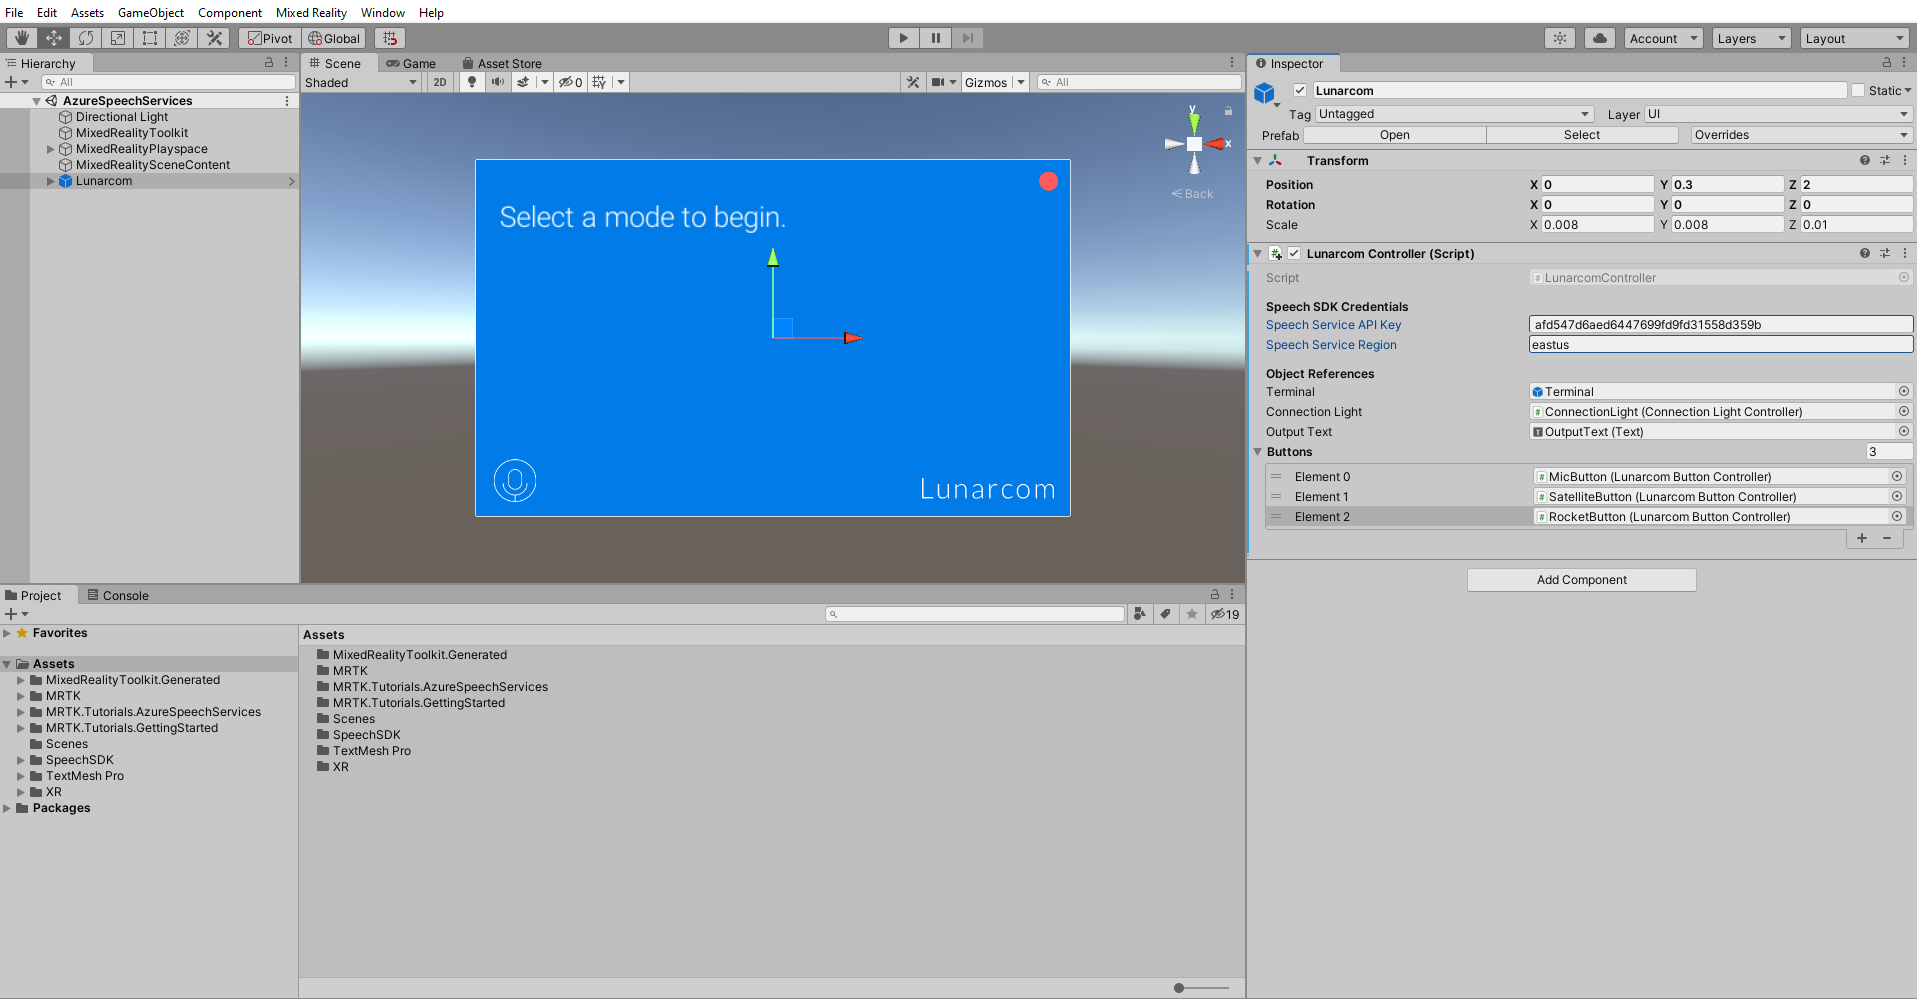 File Edit Assets GameObject Component Mixed Reality Window Help
Pivot Global Account Layers Layout
Hierarchy
All
AzureSpeechServices
Directional Light
MixedRealityToolkit
MixedRealityPlayspace
MixedRealitySceneContent
Lunarcom
Scene Game Asset Store
Shaded 2D 0 Gizmos All
y
x
Back
Select a mode to begin.
Lunarcom
Inspector
Lunarcom Static
Tag Untagged Layer UI
Prefab Open Select Overrides
Transform
Position X 0 Y 0.3 Z 2
Rotation X 0 Y 0 Z 0
Scale X 0.008 Y 0.008 Z 0.01
Lunarcom Controller (Script)
Script LunarcomController
Speech SDK Credentials
Speech Service API Key afd547d6aed6447699fd9fd31558d359b
Speech Service Region eastus
Object References
Terminal Terminal
Connection Light ConnectionLight (Connection Light Controller)
Output Text OutputText (Text)
Buttons 3
Element 0 MicButton (Lunarcom Button Controller)
Element 1 SatelliteButton (Lunarcom Button Controller)
Element 2 RocketButton (Lunarcom Button Controller)
Add Component
Project Console
19
Favorites
Assets
MixedRealityToolkit.Generated
MRTK
MRTK.Tutorials.AzureSpeechServices
MRTK.Tutorials.GettingStarted
Scenes
SpeechSDK
TextMesh Pro
XR
Packages
Assets
MixedRealityToolkit.Generated
MRTK
MRTK.Tutorials.AzureSpeechServices
MRTK.Tutorials.GettingStarted
Scenes
SpeechSDK
TextMesh Pro
XR